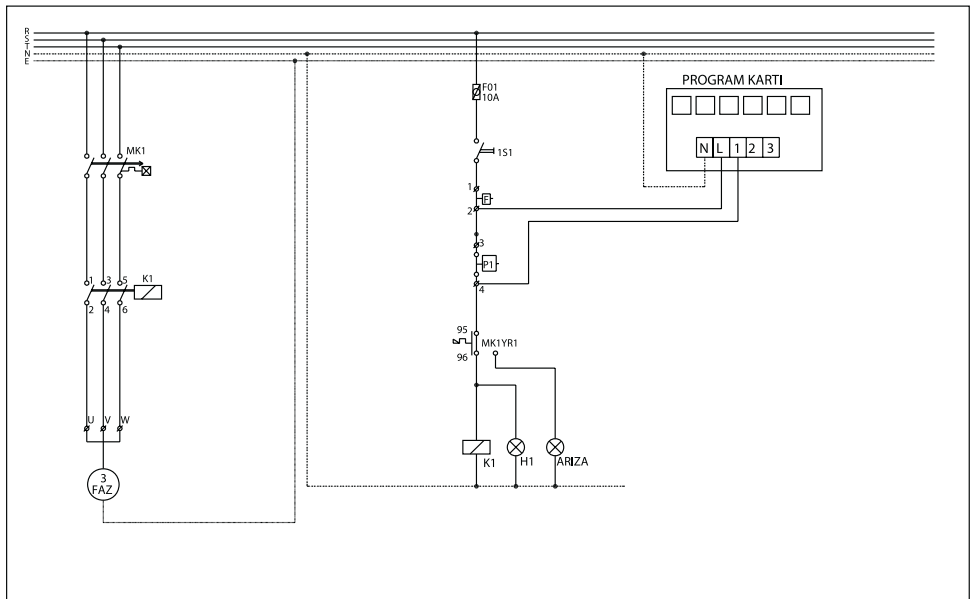 R
S
T
N
E
MK1
1 3 5 K1
2 4 6
U V W
3
FAZ
F01
10A
1S1
1
F
2
3
P1
4
95
MK1YR1
96
K1
H1
ARIZA
PROGRAM KARTI
N L 1 2 3